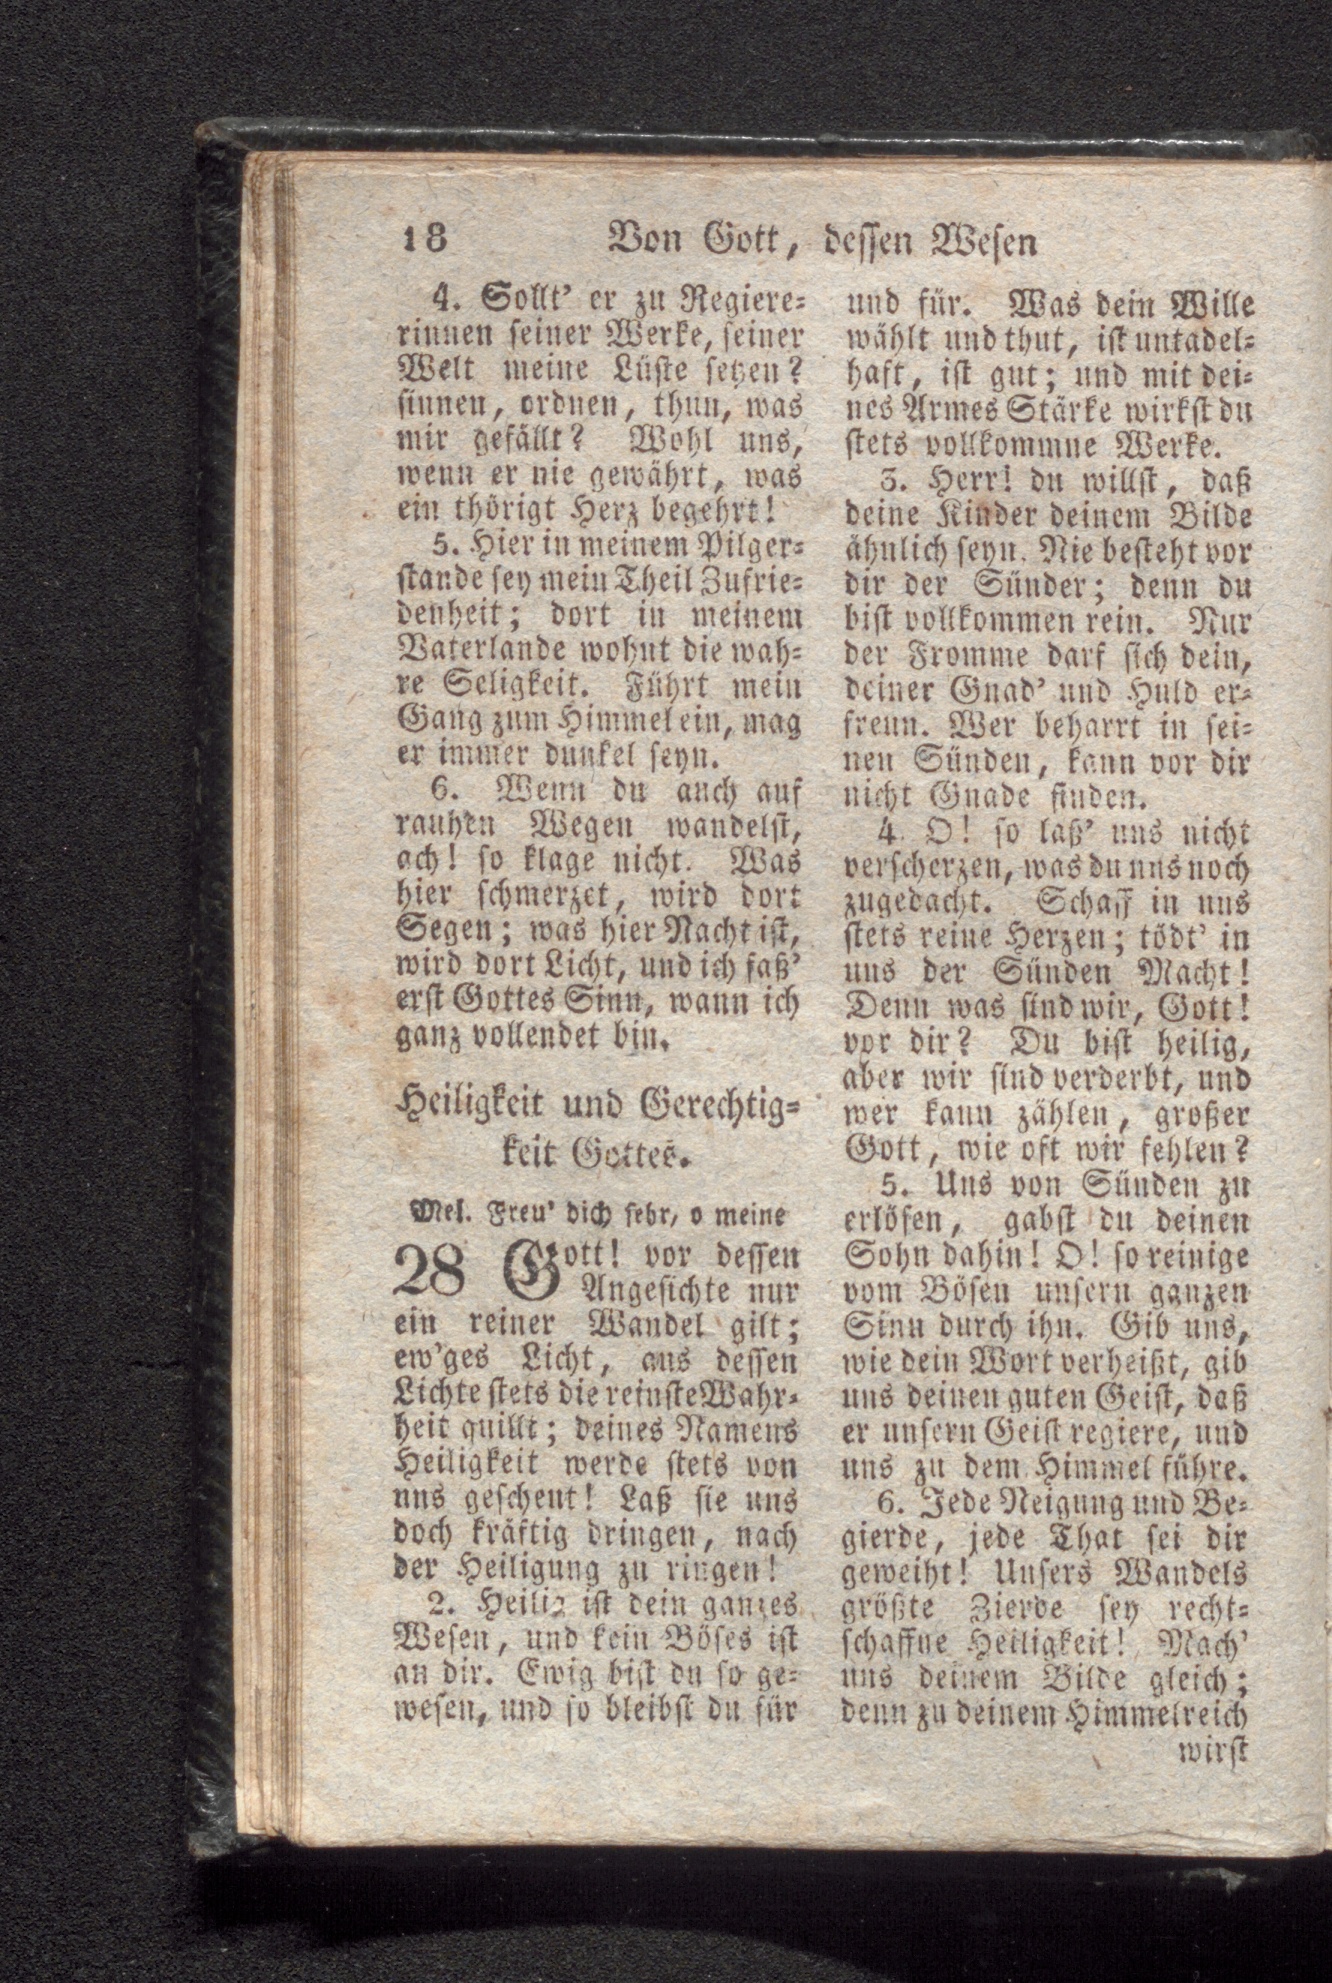 18 Von Gott, dessen Wesen
4. Sollt' er zu Regiere=
rinnen seiner Werke, seiner
Welt meine Lüste setzen?
sinnen, ordnen, thun, was
mir gefällt? Wohl uns,
wenn er nie gewährt, was
ein thörigt Herz begehrt!
5. Hier in meinem Pilger=
stande sey mein Theil Zufrie=
denheit; dort in meinem
Vaterlande wohnt die wah=
re Seligkeit. Führt mein
Gang zum Himmel ein, mag
er immer dunkel seyn.
6. Wenn du auch auf
rauhen Wegen wandelst,
ach! so klage nicht. Was
hier schmerzet, wird dort
Segen; was hier Nacht ist,
wird dort Licht, und ich faß'
erst Gottes Sinn, wann ich
ganz vollendet bin.
Heiligkeit und Gerechtig=
keit Gottes.
Mel. Freu' dich sehr, o meine
28 Gott! vor dessen
Angesichte nur
ein reiner Wandel gilt;
ew'ges Licht, aus dessen
Lichte stets die reinste Wahr=
heit quillt; deines Namens
Heiligkeit werde stets von
uns gescheut! Laß sie uns
doch kräftig dringen, nach
der Heiligung zu ringen!
2. Heilig ist dein ganzes
Wesen, und kein Böses ist
an dir. Ewig bist du so ge=
wesen, und so bleibst du für
und für. Was dein Wille
wählt und thut, ist untadel=
haft, ist gut; und mit dei=
nes Armes Stärke wirkst du
stets vollkommne Werke.
3. Herr! du willst, daß
deine Kinder deinem Bilde
ähnlich seyn. Nie besteht vor
dir der Sünder; denn du
bist vollkommen rein. Nur
der Fromme darf sich dein,
deiner Gnad' und Huld er=
freun. Wer beharrt in sei=
nen Sünden, kann vor dir
nicht Gnade finden.
4. O! so laß' uns nicht
verscherzen, was du uns noch
zugedacht. Schaff in uns
stets reine Herzen; tödt' in
uns der Sünden Macht!
Denn was sind wir, Gott!
vor dir? Du bist heilig,
aber wir sind verderbt, und
wer kann zählen, großer
Gott, wie oft wir fehlen?
5. Uns von Sünden zu
erlösen, gabst du deinen
Sohn dahin! O! so reinige
vom Bösen unsern ganzen
Sinn durch ihn. Gib uns,
wie dein Wort verheißt, gib
uns deinen guten Geist, daß
er unsern Geist regiere, und
uns zu dem Himmel führe.
6. Jede Neigung und Be=
gierde, jede That sei dir
geweiht! Unsers Wandels
größte Zierde sey recht=
schaffne Heiligkeit! Mach'
uns deinem Bilde gleich;
denn zu deinem Himmelreich
wirst